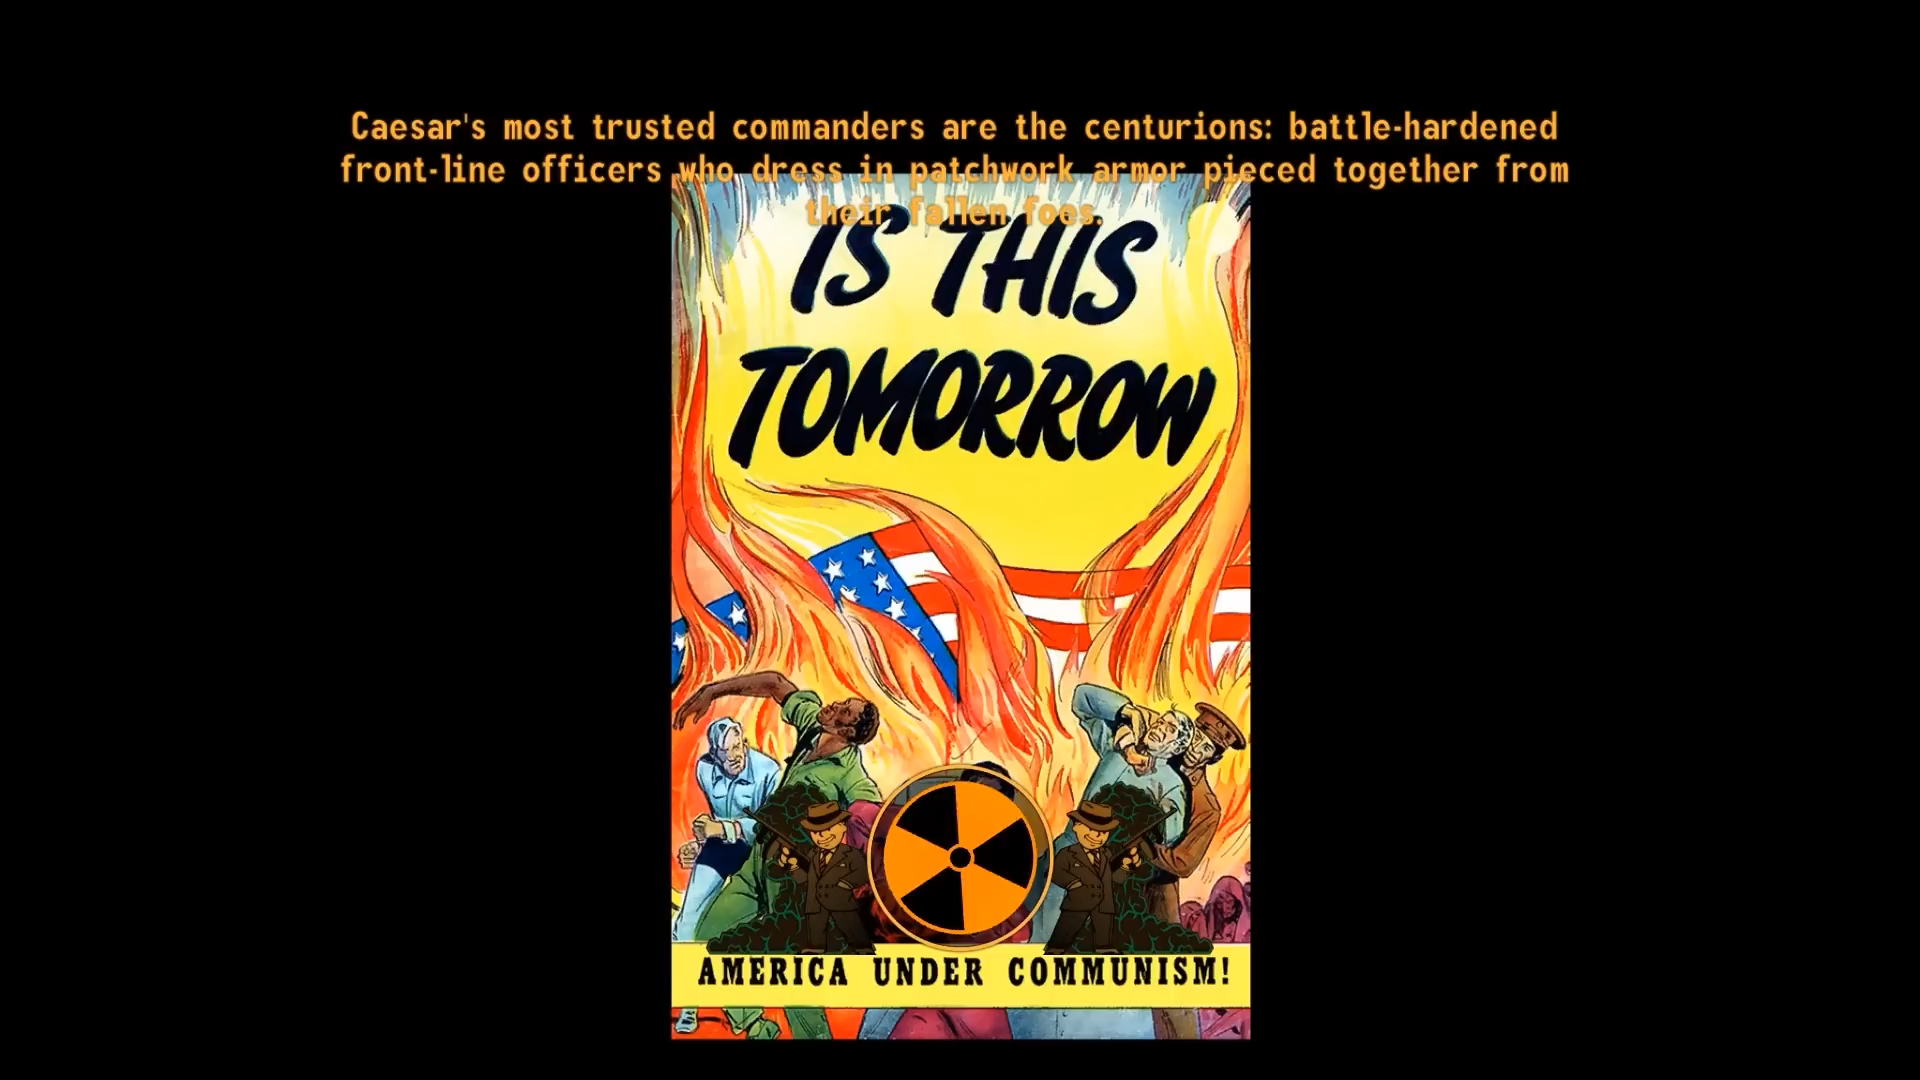 Caesar's most trusted commanders are the centurions: battle-hardened
front-line officers who dress in patchwork armor pieced together from
their fallen foes.
IS THIS
TOMORROW
AMERICA UNDER COMMUNISM!